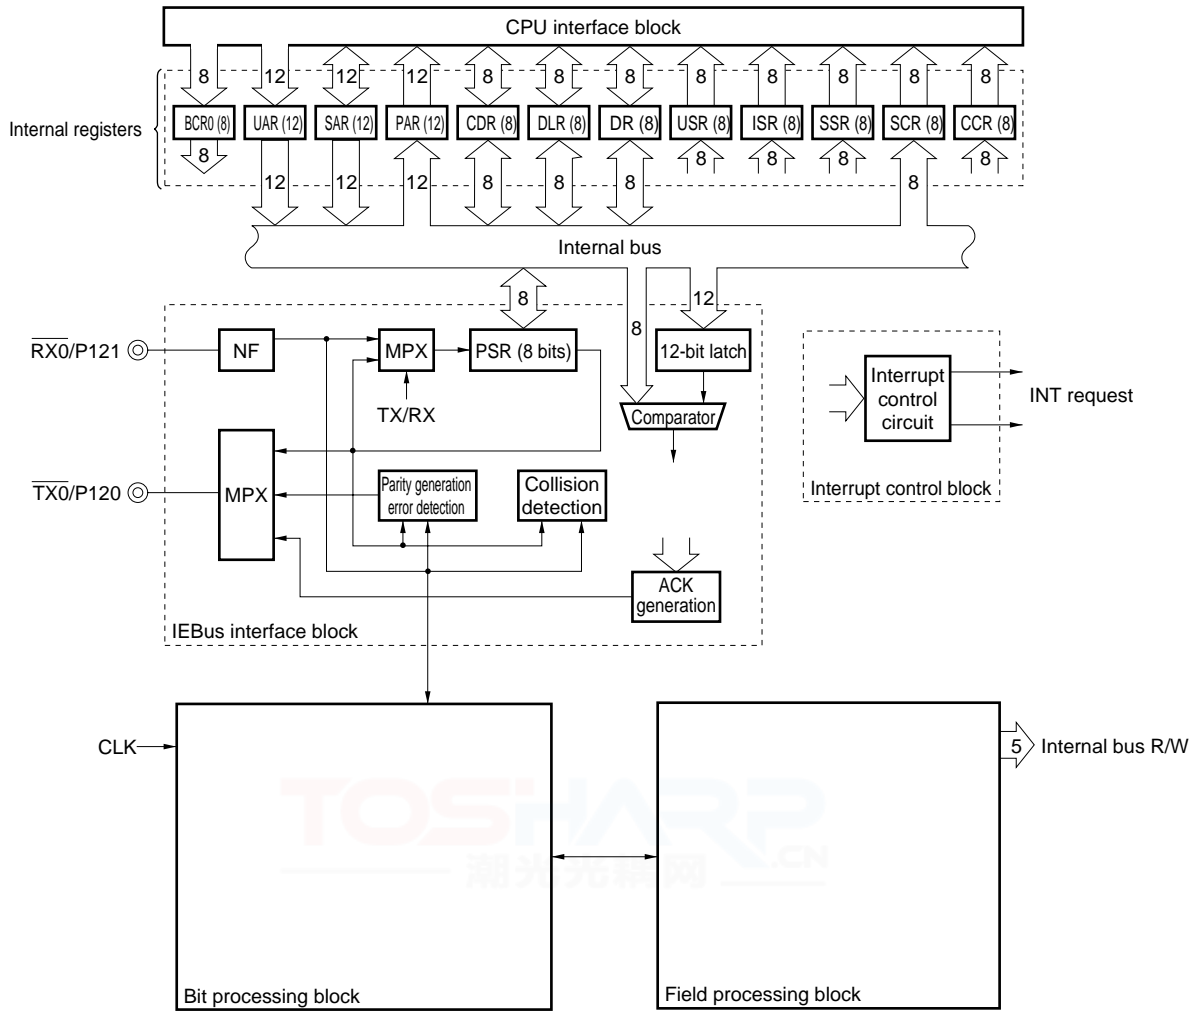 CPU interface block
8 12 12 12 8 8 8 8 8 8 8 8
Internal registers
BCR0 (8) UAR (12) SAR (12) PAR (12) CDR (8) DLR (8) DR (8) USR (8) ISR (8) SSR (8) SCR (8) CCR (8)
8 8 8 8 8
12 12 12 8 8 8 8
Internal bus
8 8 12
RX0/P121
NF
MPX
PSR (8 bits)
12-bit latch
TX/RX
Comparator
Interrupt
control
circuit
INT request
Interrupt control block
TX0/P120
MPX
Parity generation
error detection
Collision
detection
ACK
generation
IEBus interface block
CLK
5
Internal bus R/W
TOSHARP
.CN
潮光光耦网
Bit processing block
Field processing block